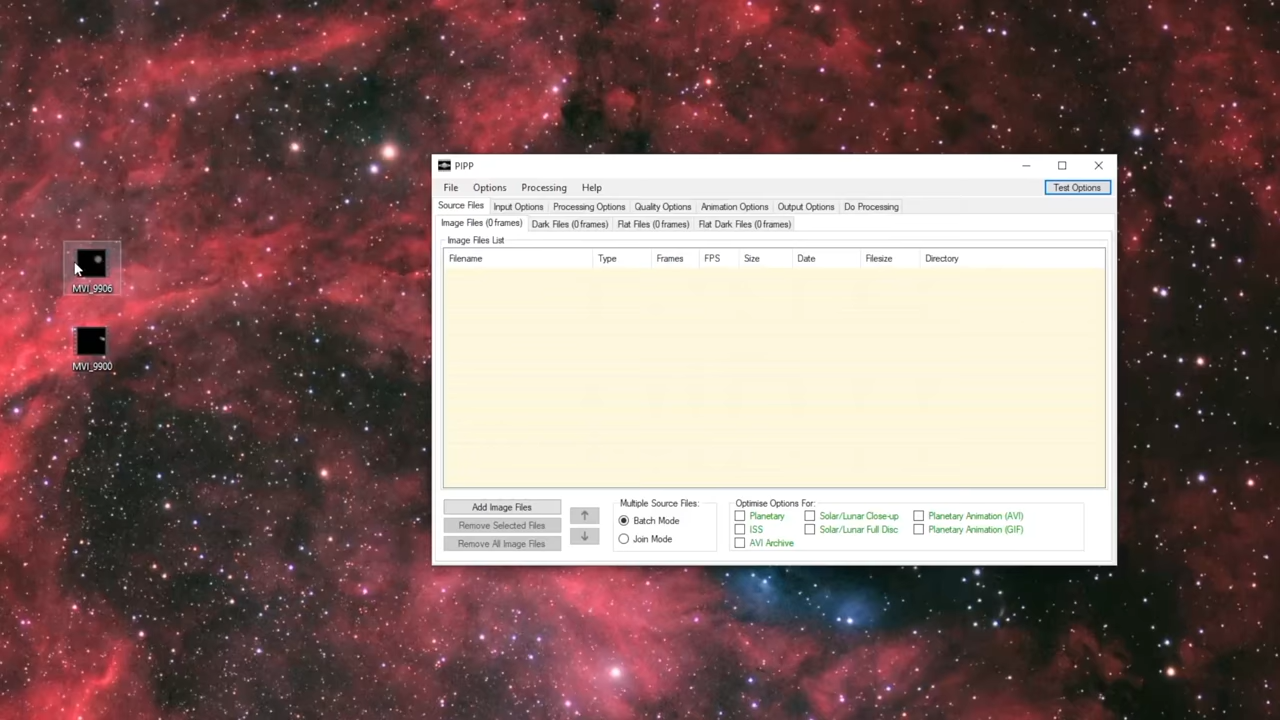 PIPP
File Options Processing Help Test Options
Source Files Input Options Processing Options Quality Options Animation Options Output Options Do Processing
Image Files (0 frames) Dark Files (0 frames) Flat Files (0 frames) Flat Dark Files (0 frames)
Image Files List
Filename Type Frames FPS Size Date Filesize Directory
MVI_9906
MVI_9900
Add Image Files
Remove Selected Files
Remove All Image Files
Multiple Source Files:
Batch Mode
Join Mode
Optimise Options For:
Planetary Solar/Lunar Close-up Planetary Animation (AVI)
ISS Solar/Lunar Full Disc Planetary Animation (GIF)
AVI Archive